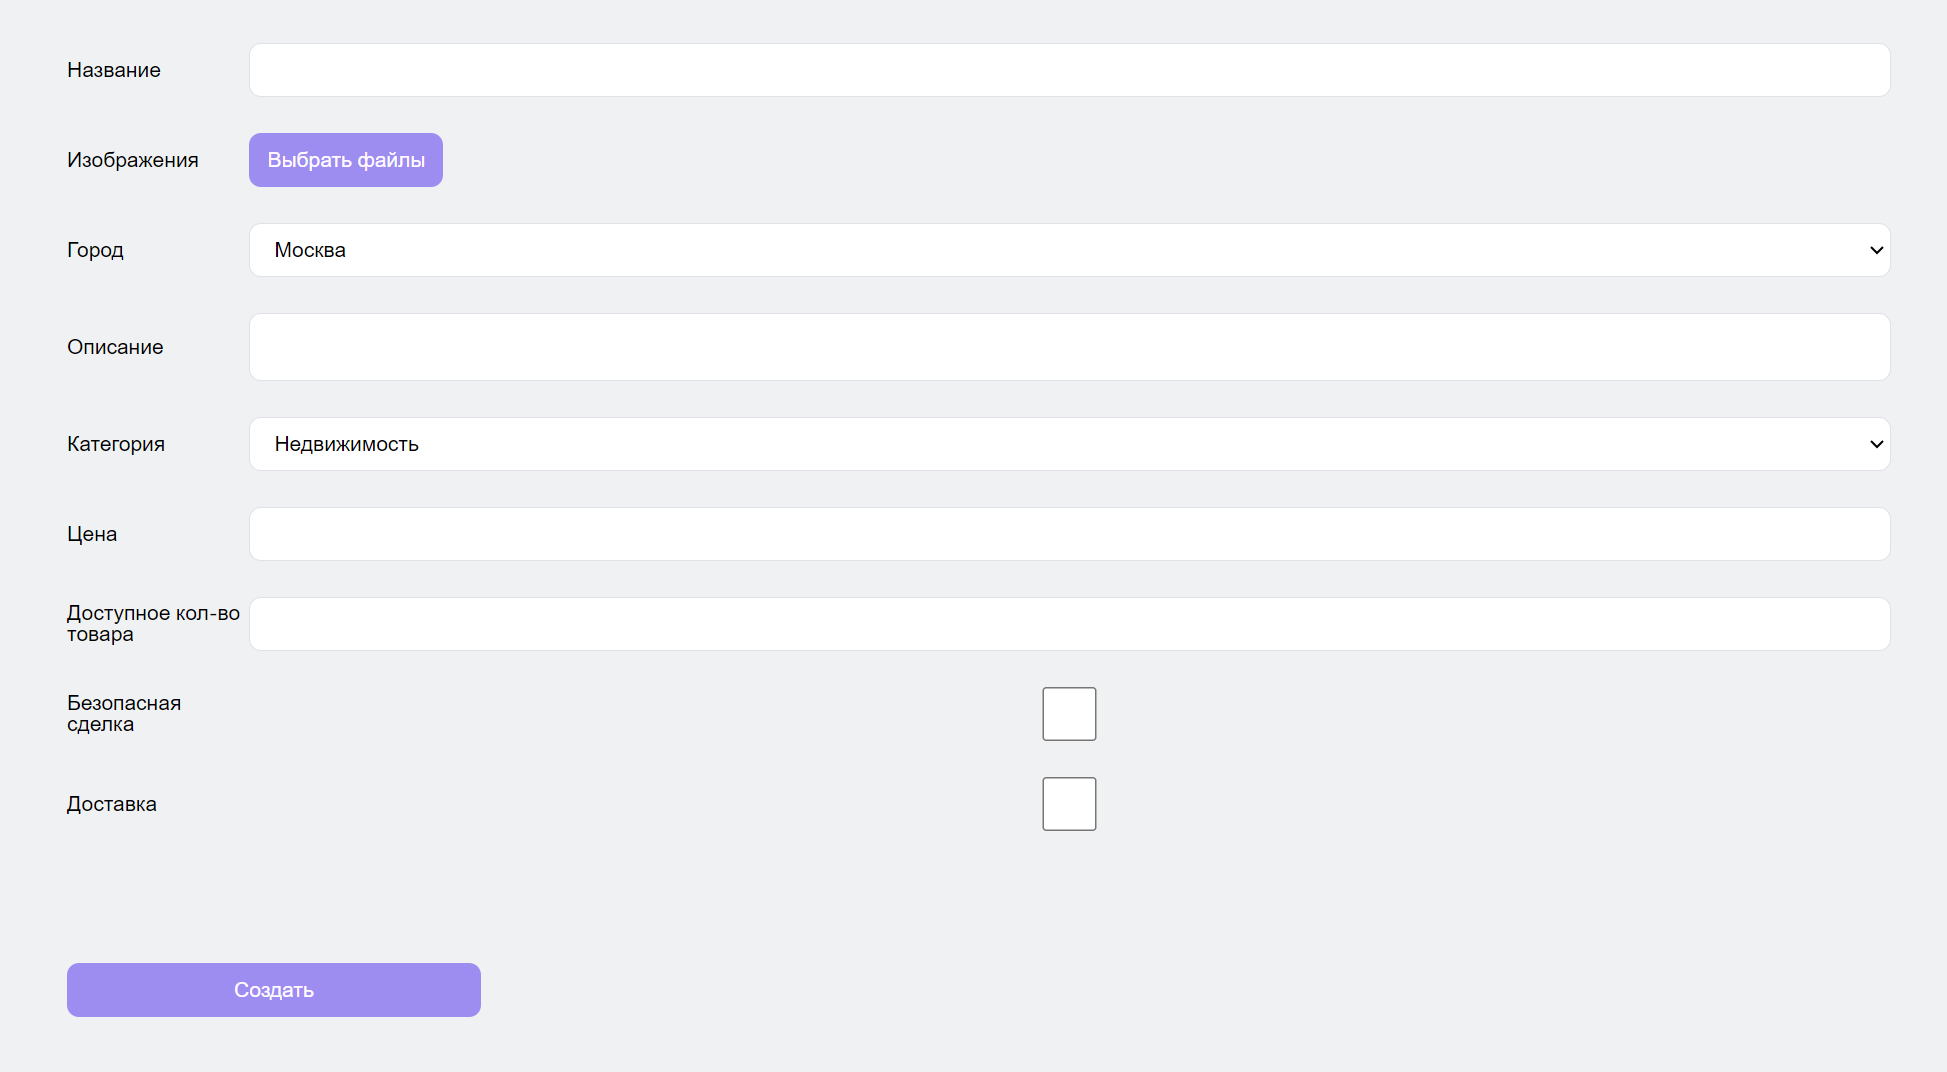 Название
Изображения
Выбрать файлы
Город
Москва
Описание
Категория
Недвижимость
Цена
Доступное кол-во
товара
Безопасная
сделка
Доставка
Создать